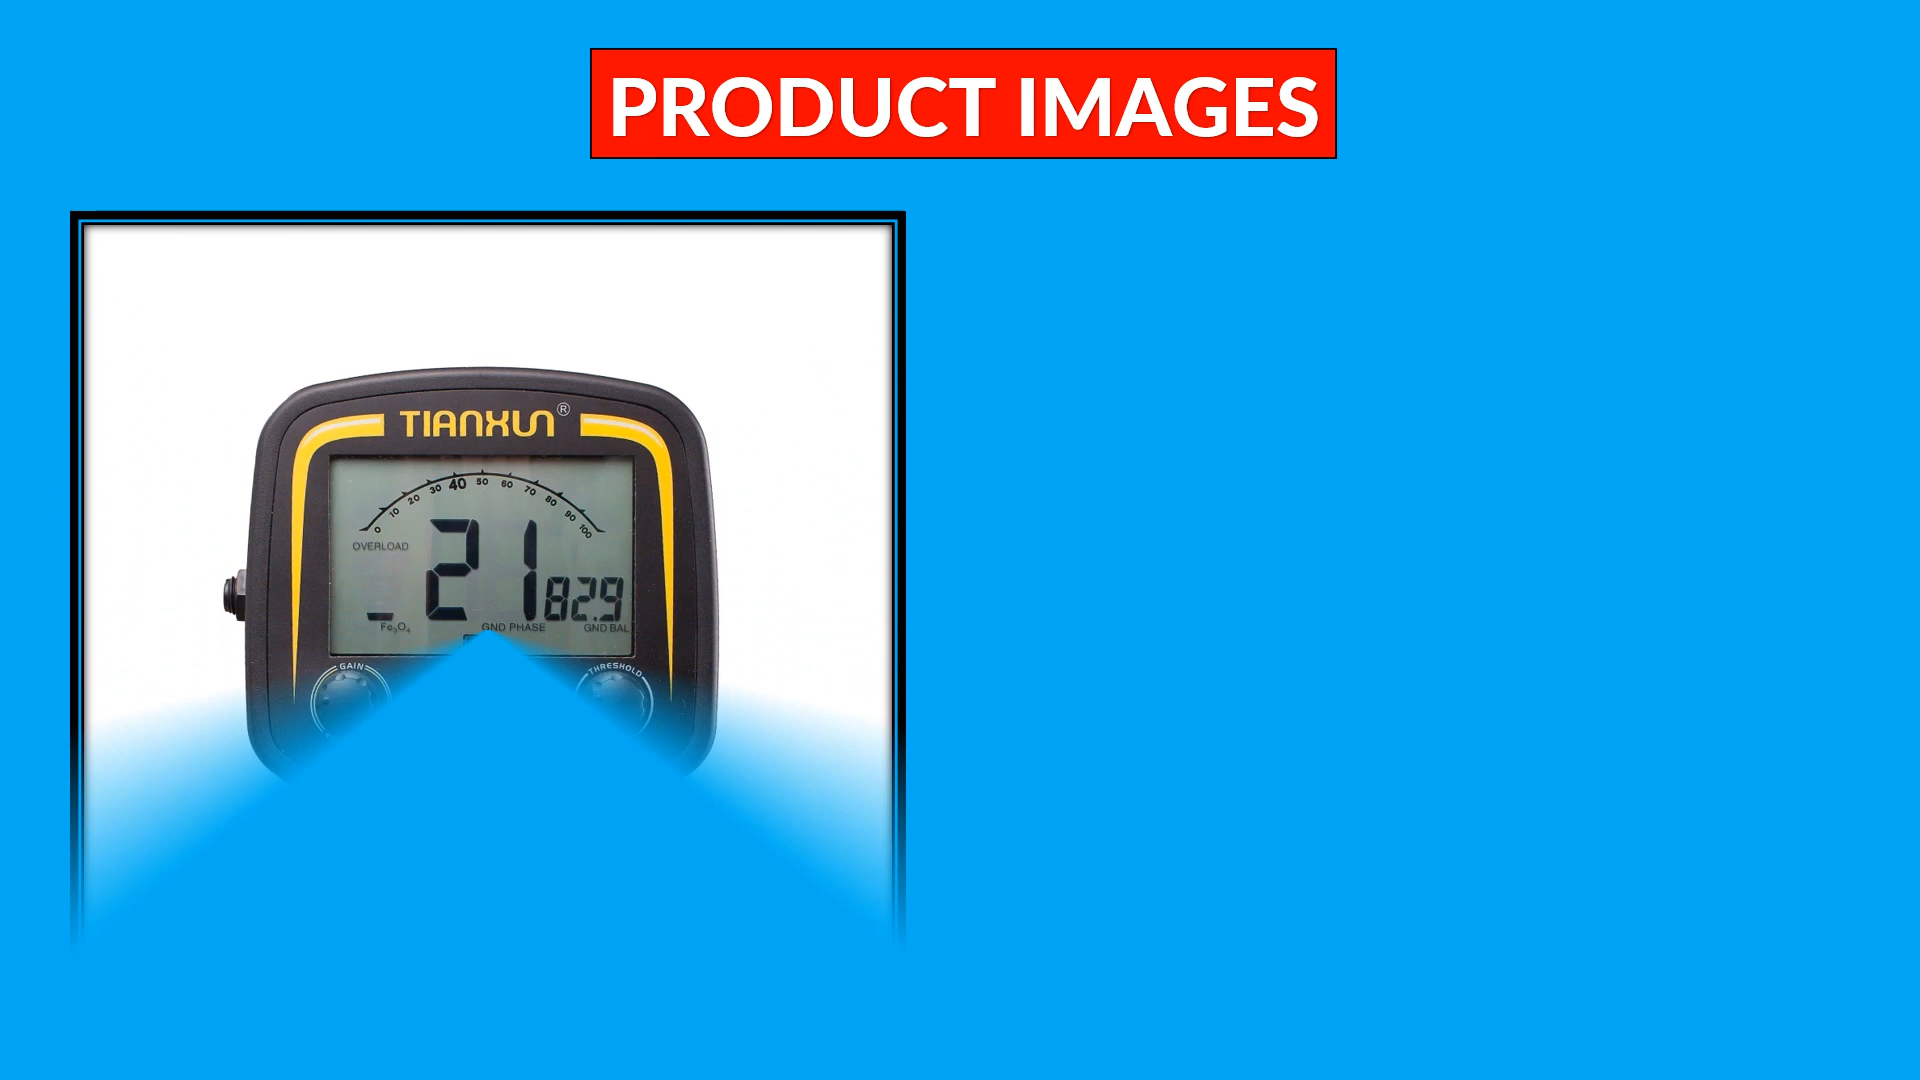 PRODUCT IMAGES
TIANXUN®
0 10 20 30 40 50 60 70 80 90 100
OVERLOAD
21
82.9
Fe3O4 GND PHASE GND BAL
GAIN THRESHOLD